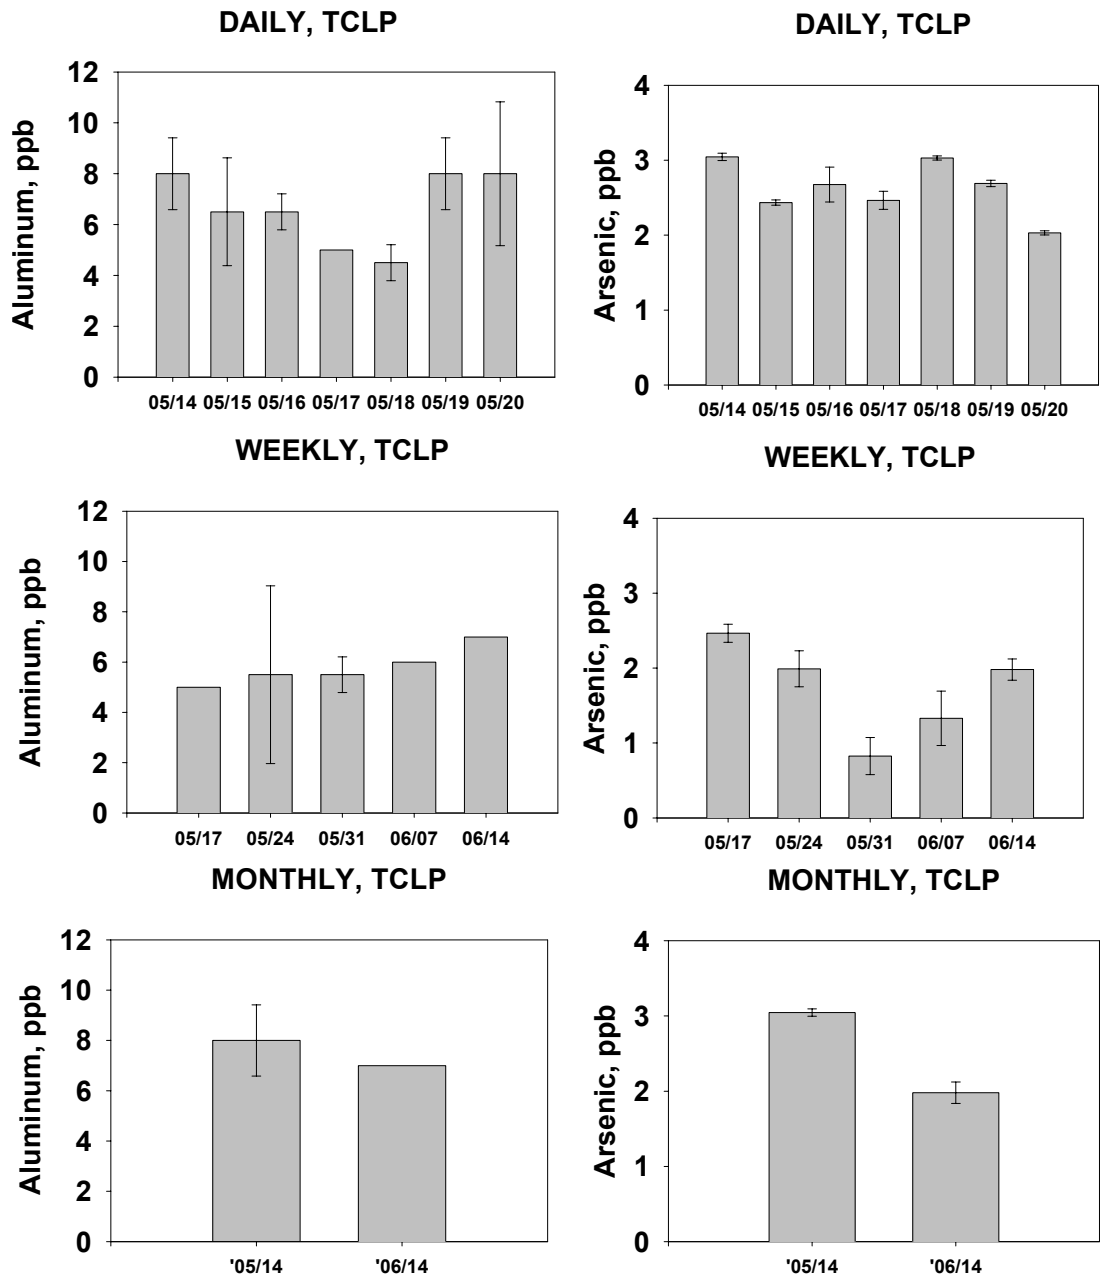 DAILY, TCLP
Aluminum, ppb
12
10
8
6
4
2
0
05/14 05/15 05/16 05/17 05/18 05/19 05/20
DAILY, TCLP
Arsenic, ppb
4
3
2
1
0
05/14 05/15 05/16 05/17 05/18 05/19 05/20
WEEKLY, TCLP
Aluminum, ppb
12
10
8
6
4
2
0
05/17 05/24 05/31 06/07 06/14
WEEKLY, TCLP
Arsenic, ppb
4
3
2
1
0
05/17 05/24 05/31 06/07 06/14
MONTHLY, TCLP
Aluminum, ppb
12
10
8
6
4
2
0
'05/14 '06/14
MONTHLY, TCLP
Arsenic, ppb
4
3
2
1
0
'05/14 '06/14